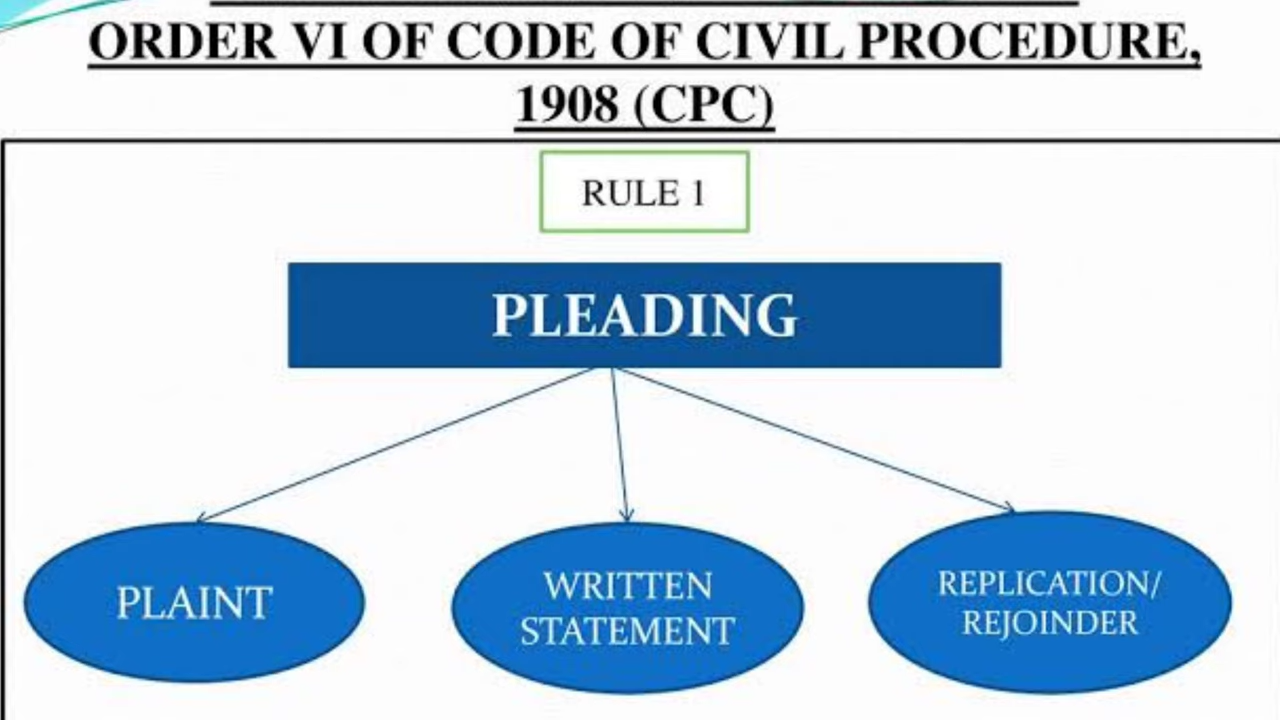 ORDER VI OF CODE OF CIVIL PROCEDURE,
1908 (CPC)
RULE 1
PLEADING
PLAINT
WRITTEN
STATEMENT
REPLICATION/
REJOINDER